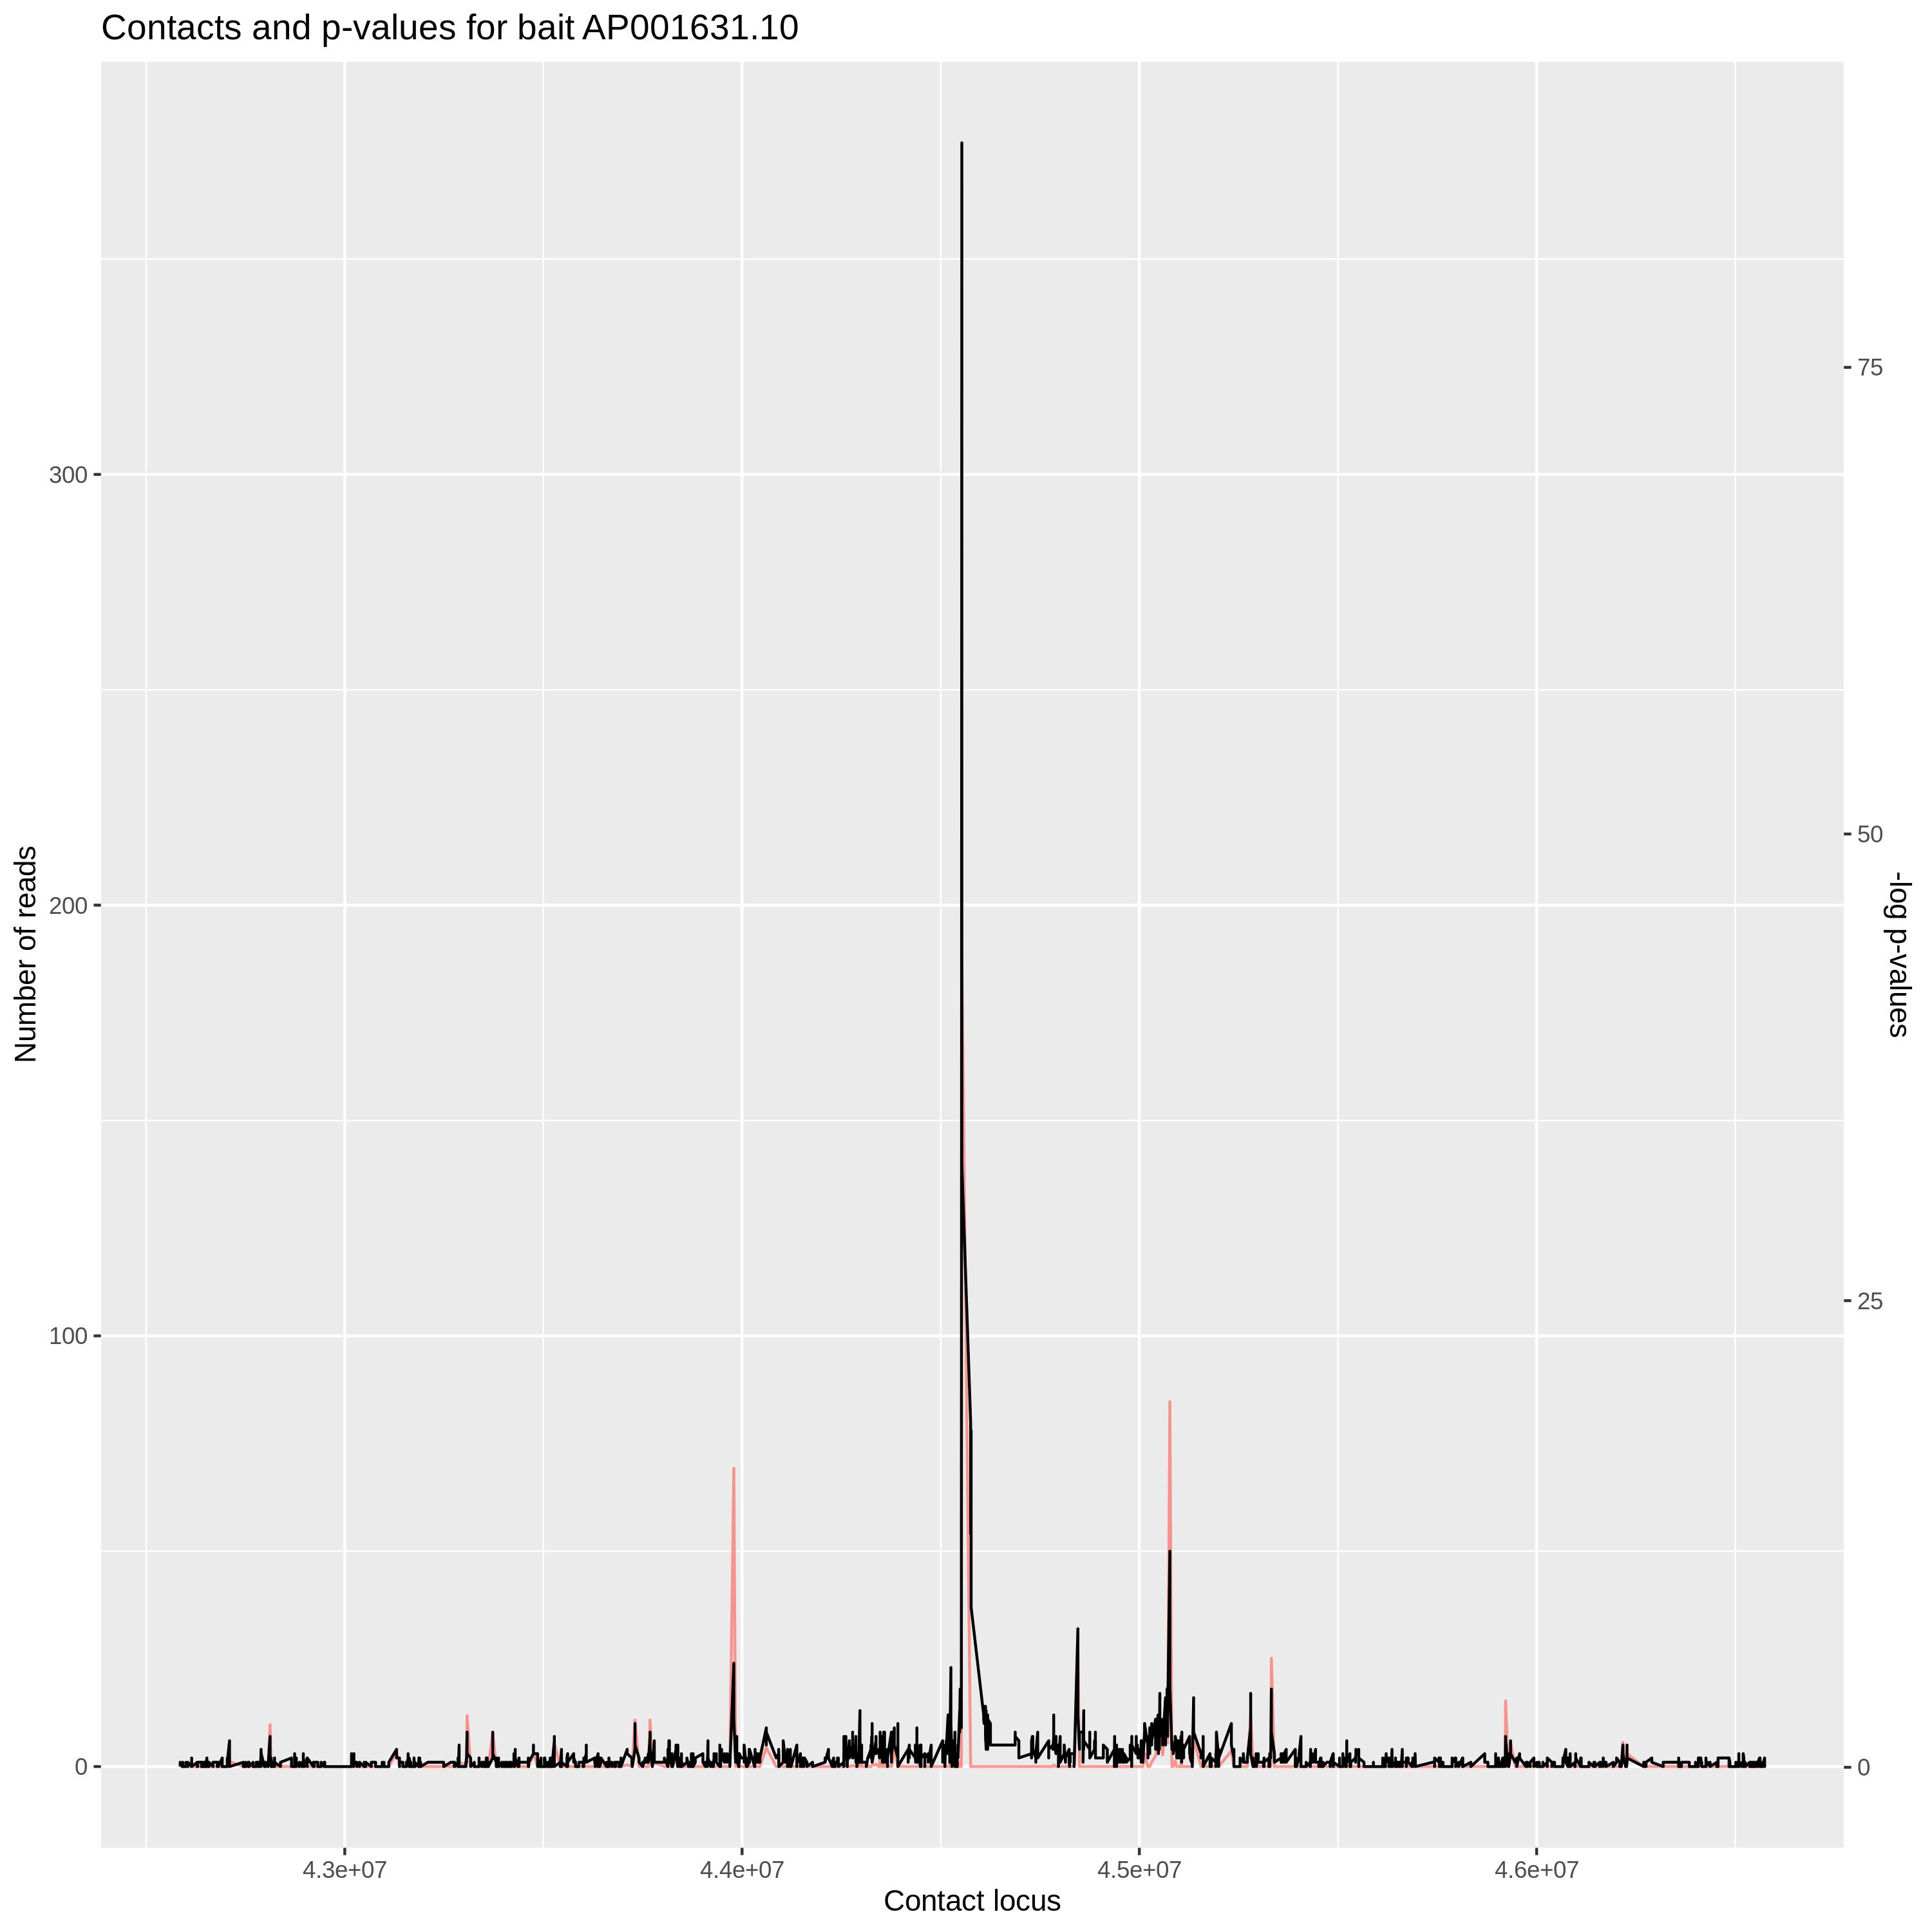 Contacts and p-values for bait AP001631.10
Number of reads
300
200
100
0
75
50
25
0
-log p-values
4.3e+07
4.4e+07
4.5e+07
4.6e+07
Contact locus